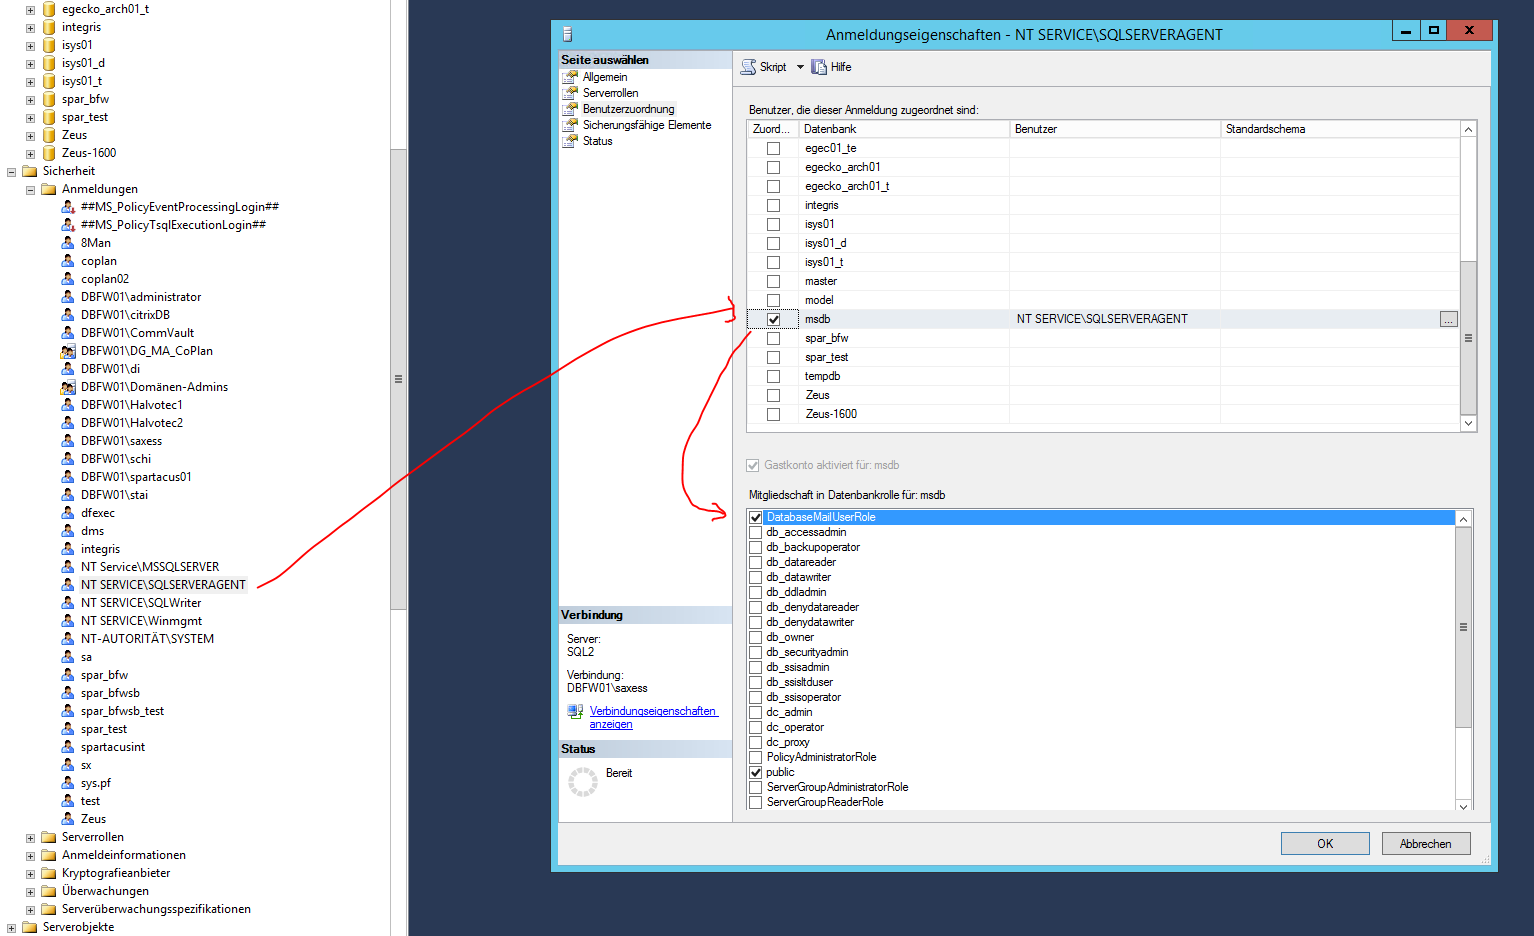 egecko_arch01_t
integris
isys01
isys01_d
isys01_t
spar_bfw
spar_test
Zeus
Zeus-1600
Sicherheit
Anmeldungen
##MS_PolicyEventProcessingLogin##
##MS_PolicyTsqlExecutionLogin##
8Man
coplan
coplan02
DBFW01\administrator
DBFW01\citrixDB
DBFW01\CommVault
DBFW01\DG_MA_CoPlan
DBFW01\di
DBFW01\Domänen-Admins
DBFW01\Halvotec1
DBFW01\Halvotec2
DBFW01\saxess
DBFW01\schi
DBFW01\spartacus01
DBFW01\stai
dfexec
dms
integris
NT Service\MSSQLSERVER
NT SERVICE\SQLSERVERAGENT
NT SERVICE\SQLWriter
NT SERVICE\Winmgmt
NT-AUTORITÄT\SYSTEM
sa
spar_bfw
spar_bfwsb
spar_bfwsb_test
spar_test
spartacusint
sx
sys.pf
test
Zeus
Serverrollen
Anmeldeinformationen
Kryptografieanbieter
Überwachungen
Serverüberwachungsspezifikationen
Serverobjekte
Anmeldungseigenschaften - NT SERVICE\SQLSERVERAGENT
Seite auswählen
Allgemein
Serverrollen
Benutzerzuordnung
Sicherungsfähige Elemente
Status
Verbindung
Server:
SQL2
Verbindung:
DBFW01\saxess
Verbindungseigenschaften
anzeigen
Status
Bereit
Skript Hilfe
Benutzer, die dieser Anmeldung zugeordnet sind:
Zuord... Datenbank Benutzer Standardschema
egec01_te
egecko_arch01
egecko_arch01_t
integris
isys01
isys01_d
isys01_t
master
model
msdb NT SERVICE\SQLSERVERAGENT ...
spar_bfw
spar_test
tempdb
Zeus
Zeus-1600
Gastkonto aktiviert für: msdb
Mitgliedschaft in Datenbankrolle für: msdb
DatabaseMailUserRole
db_accessadmin
db_backupoperator
db_datareader
db_datawriter
db_ddladmin
db_denydatareader
db_denydatawriter
db_owner
db_securityadmin
db_ssisadmin
db_ssisltduser
db_ssisoperator
dc_admin
dc_operator
dc_proxy
PolicyAdministratorRole
public
ServerGroupAdministratorRole
ServerGroupReaderRole
OK Abbrechen